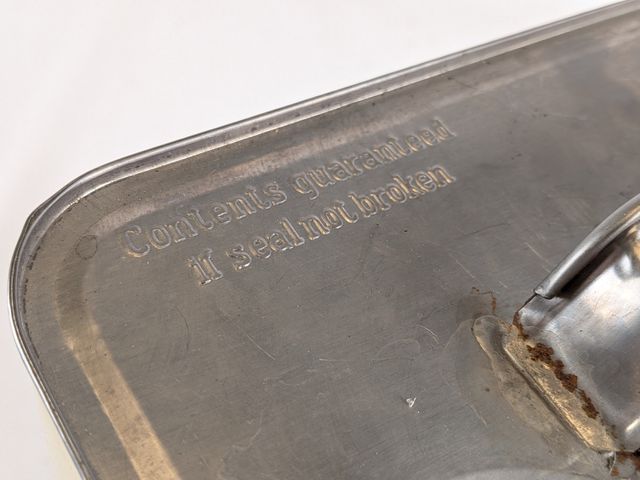 Contents guaranteed
if seal not broken